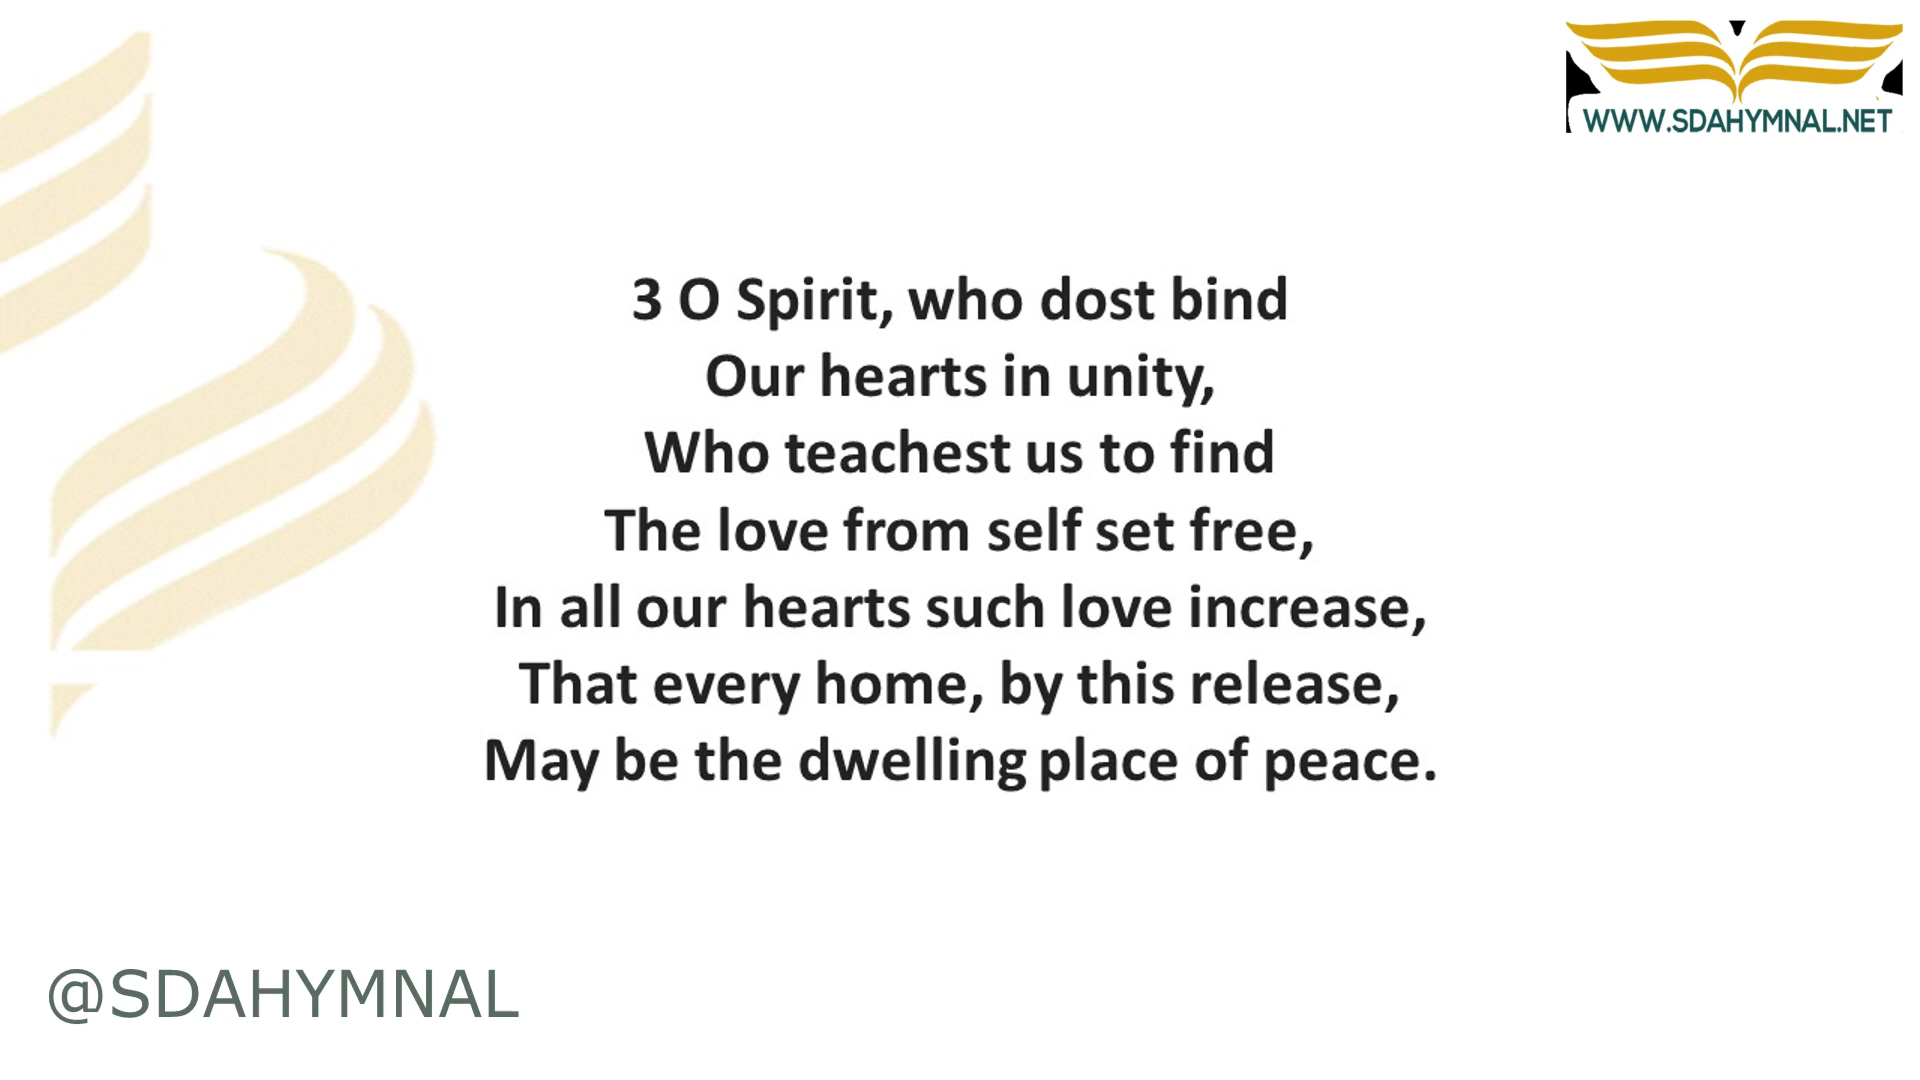 WWW.SDAHYMNAL.NET
3 O Spirit, who dost bind
Our hearts in unity,
Who teachest us to find
The love from self set free,
In all our hearts such love increase,
That every home, by this release,
May be the dwelling place of peace.
@SDAHYMNAL